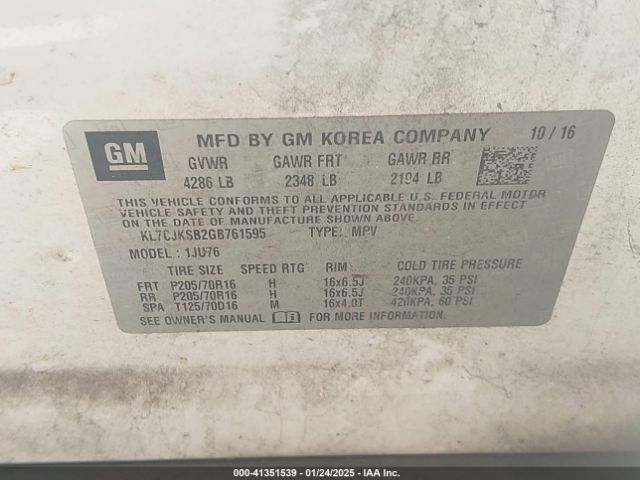 GM MFD BY GM KOREA COMPANY 10 / 16
GVWR GAWR FRT GAWR RR
4286 LB 2348 LB 2194 LB
THIS VEHICLE CONFORMS TO ALL APPLICABLE U.S. FEDERAL MOTOR
VEHICLE SAFETY AND THEFT PREVENTION STANDARDS IN EFFECT
ON THE DATE OF MANUFACTURE SHOWN ABOVE.
KL7CJKSB2GB761595 TYPE: MPV
MODEL : 1JU76
TIRE SIZE SPEED RTG RIM COLD TIRE PRESSURE
FRT P205/70R16 H 16x6.5J 240KPA, 35 PSI
RR P205/70R16 H 16x6.5J 240KPA, 35 PSI
SPA T125/70D16 M 16x4.0T 420KPA, 60 PSI
SEE OWNER'S MANUAL FOR MORE INFORMATION.
000-41351539 - 01/24/2025 - IAA Inc.